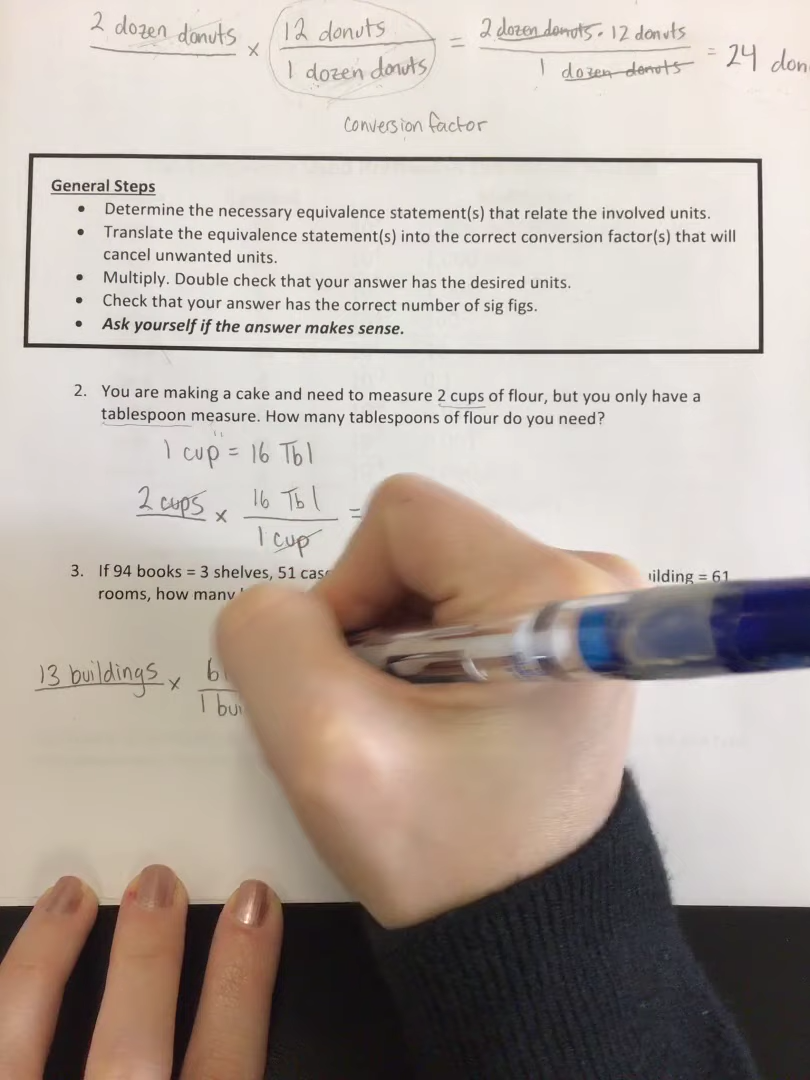 2 dozen donuts × 12 donuts / 1 dozen donuts = 2 dozen donuts · 12 donuts / 1 dozen donuts = 24 don
conversion factor
General Steps
• Determine the necessary equivalence statement(s) that relate the involved units.
• Translate the equivalence statement(s) into the correct conversion factor(s) that will
cancel unwanted units.
• Multiply. Double check that your answer has the desired units.
• Check that your answer has the correct number of sig figs.
• Ask yourself if the answer makes sense.
2. You are making a cake and need to measure 2 cups of flour, but you only have a
tablespoon measure. How many tablespoons of flour do you need?
1 cup = 16 Tbl
2 cups × 16 Tbl / 1 cup =
3. If 94 books = 3 shelves, 51 cas uilding = 61
rooms, how many
13 buildings × 61 / 1 bui